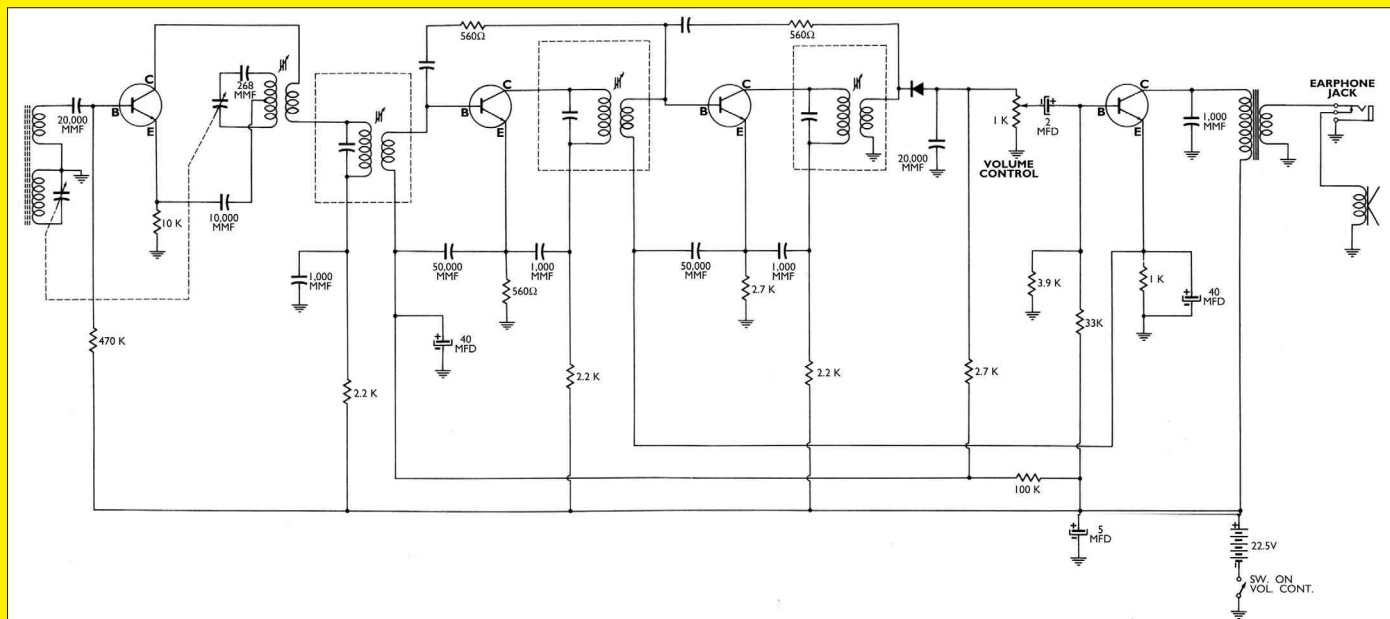 560Ω
560Ω
C
B
E
268
MMF
20,000
MMF
10 K
10,000
MMF
C
B
E
C
B
E
1 K
2
MFD
VOLUME
CONTROL
20,000
MMF
C
B
E
1,000
MMF
EARPHONE
JACK
1,000
MMF
50,000
MMF
1,000
MMF
560Ω
50,000
MMF
1,000
MMF
2.7 K
3.9 K
33K
1 K
40
MFD
470 K
40
MFD
2.2 K
2.2 K
2.2 K
2.7 K
100 K
5
MFD
22.5V
SW. ON
VOL. CONT.